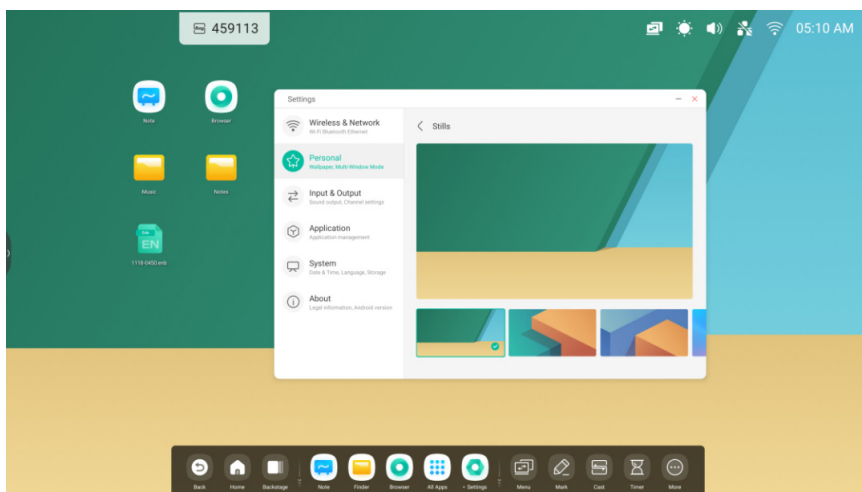 459113
05:10 AM
Note
Browser
Music
Notes
EN
1118-0450.enb
Settings
Wireless & Network
Wi-Fi Bluetooth Ethernet
Personal
Wallpaper, Multi-Window Mode
Input & Output
Sound output, Channel settings
Application
Application management
System
Date & Time, Language, Storage
About
Legal information, Android version
Stills
Back
Home
Backstage
Note
Finder
Browser
All Apps
Settings
Menu
Mark
Cast
Timer
More